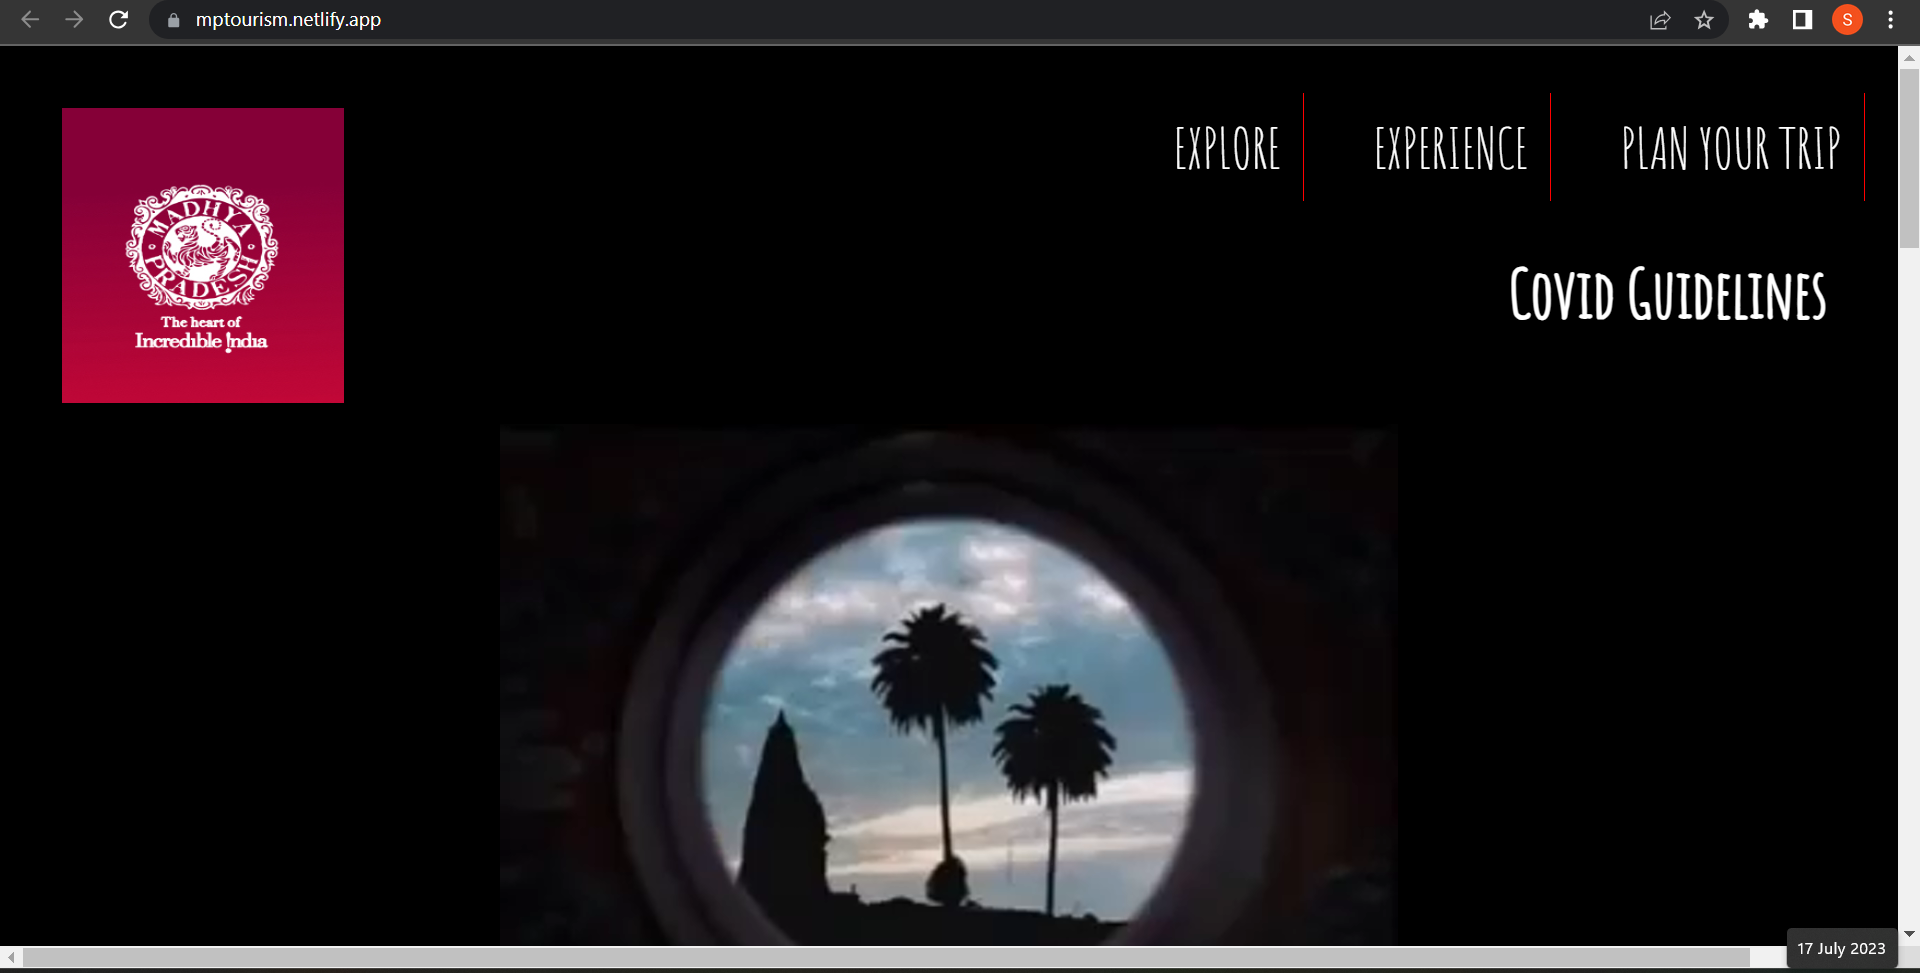 mptourism.netlify.app
S
EXPLORE
EXPERIENCE
PLAN YOUR TRIP
MADHYA
PRADESH
The heart of
Incredible India
Covid Guidelines
17 July 2023